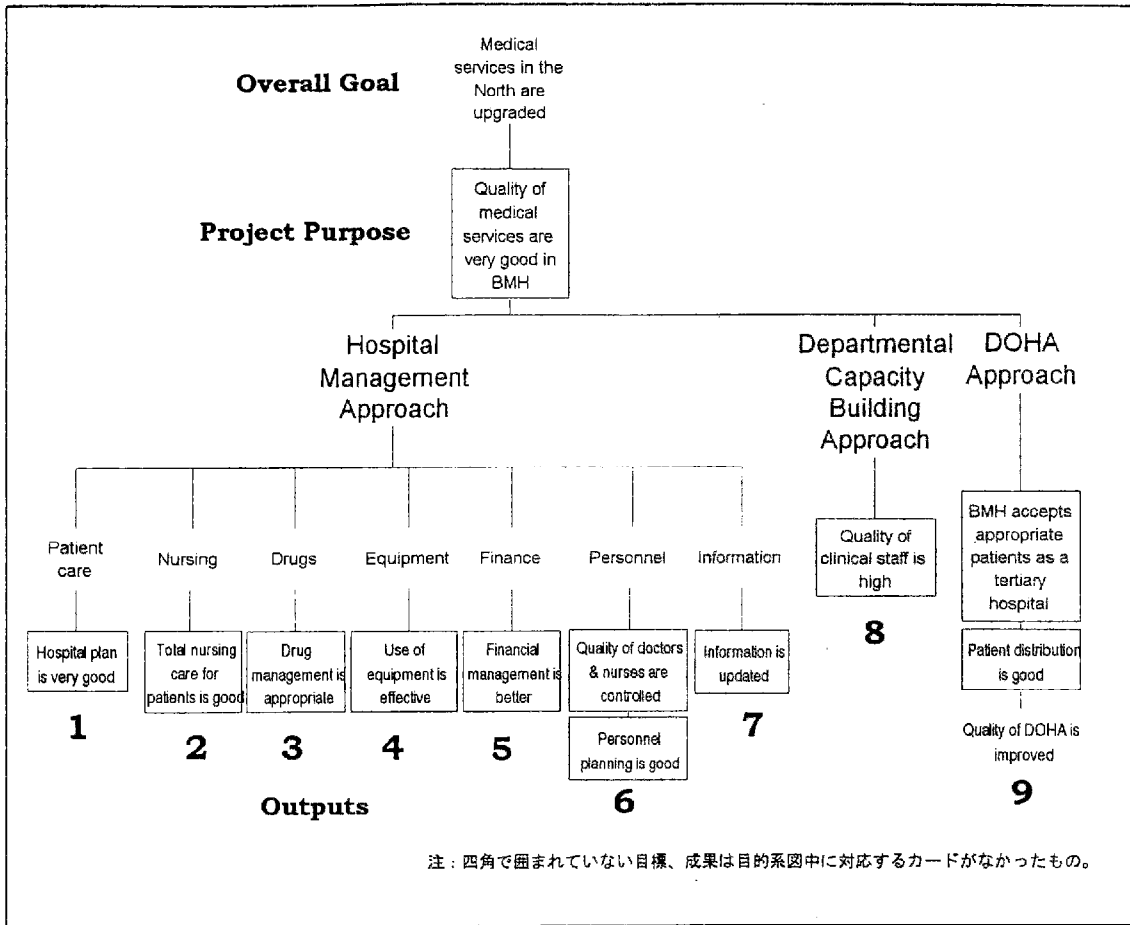 Overall Goal
Medical
services in the
North are
upgraded
Project Purpose
Quality of
medical
services are
very good in
BMH
Hospital
Management
Approach
Departmental
Capacity
Building
Approach
DOHA
Approach
Patient
care
Nursing
Drugs
Equipment
Finance
Personnel
Information
Hospital plan
is very good
1
Total nursing
care for
patients is good
2
Drug
management is
appropriate
3
Use of
equipment is
effective
4
Financial
management is
better
5
Quality of doctors
& nurses are
controlled
Personnel
planning is good
6
Information is
updated
7
Quality of
clinical staff is
high
8
BMH accepts
appropriate
patients as a
tertiary
hospital
Patient distribution
is good
Quality of DOHA is
improved
9
Outputs
注：四角で囲まれていない目標、成果は目的系図中に対応するカードがなかったもの。